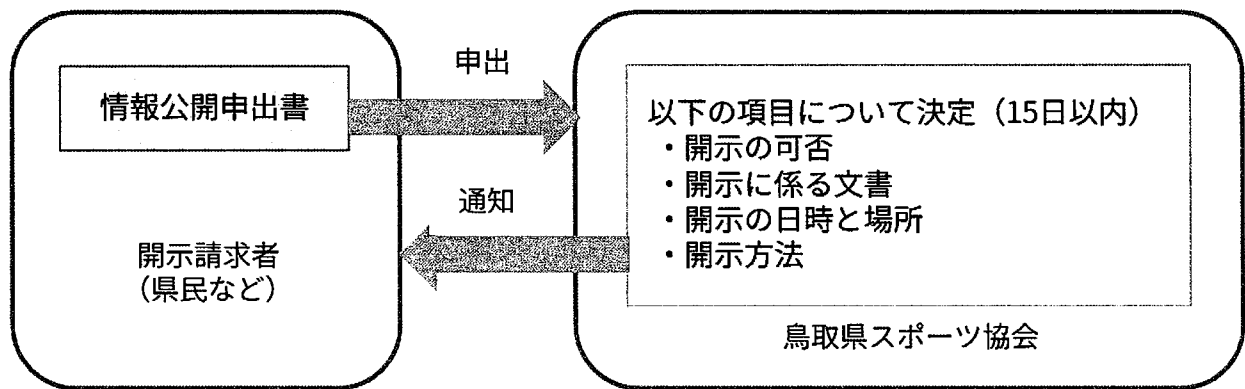 情報公開申出書
開示請求者
（県民など）
申出
通知
以下の項目について決定（15日以内）
・開示の可否
・開示に係る文書
・開示の日時と場所
・開示方法
鳥取県スポーツ協会